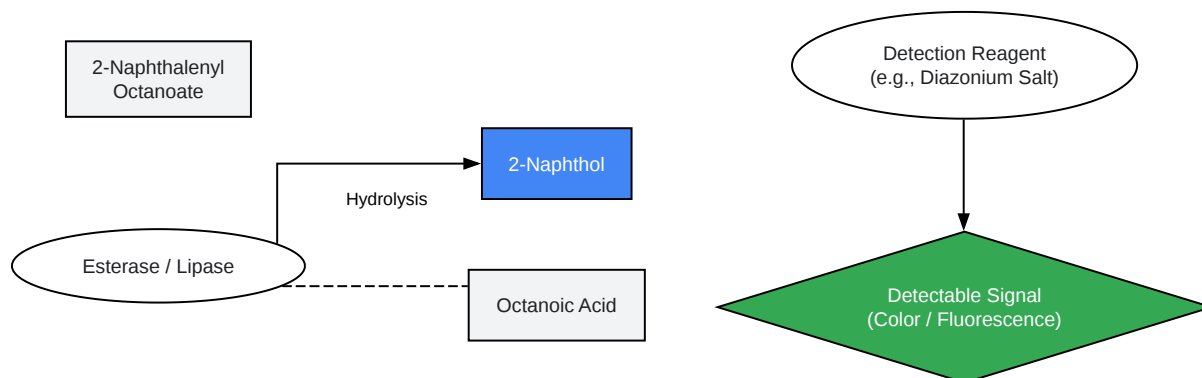 2-Naphthalenyl
Octanoate
Detection Reagent
(e.g., Diazonium Salt)
2-Naphthol
Hydrolysis
Esterase / Lipase
Octanoic Acid
Detectable Signal
(Color / Fluorescence)